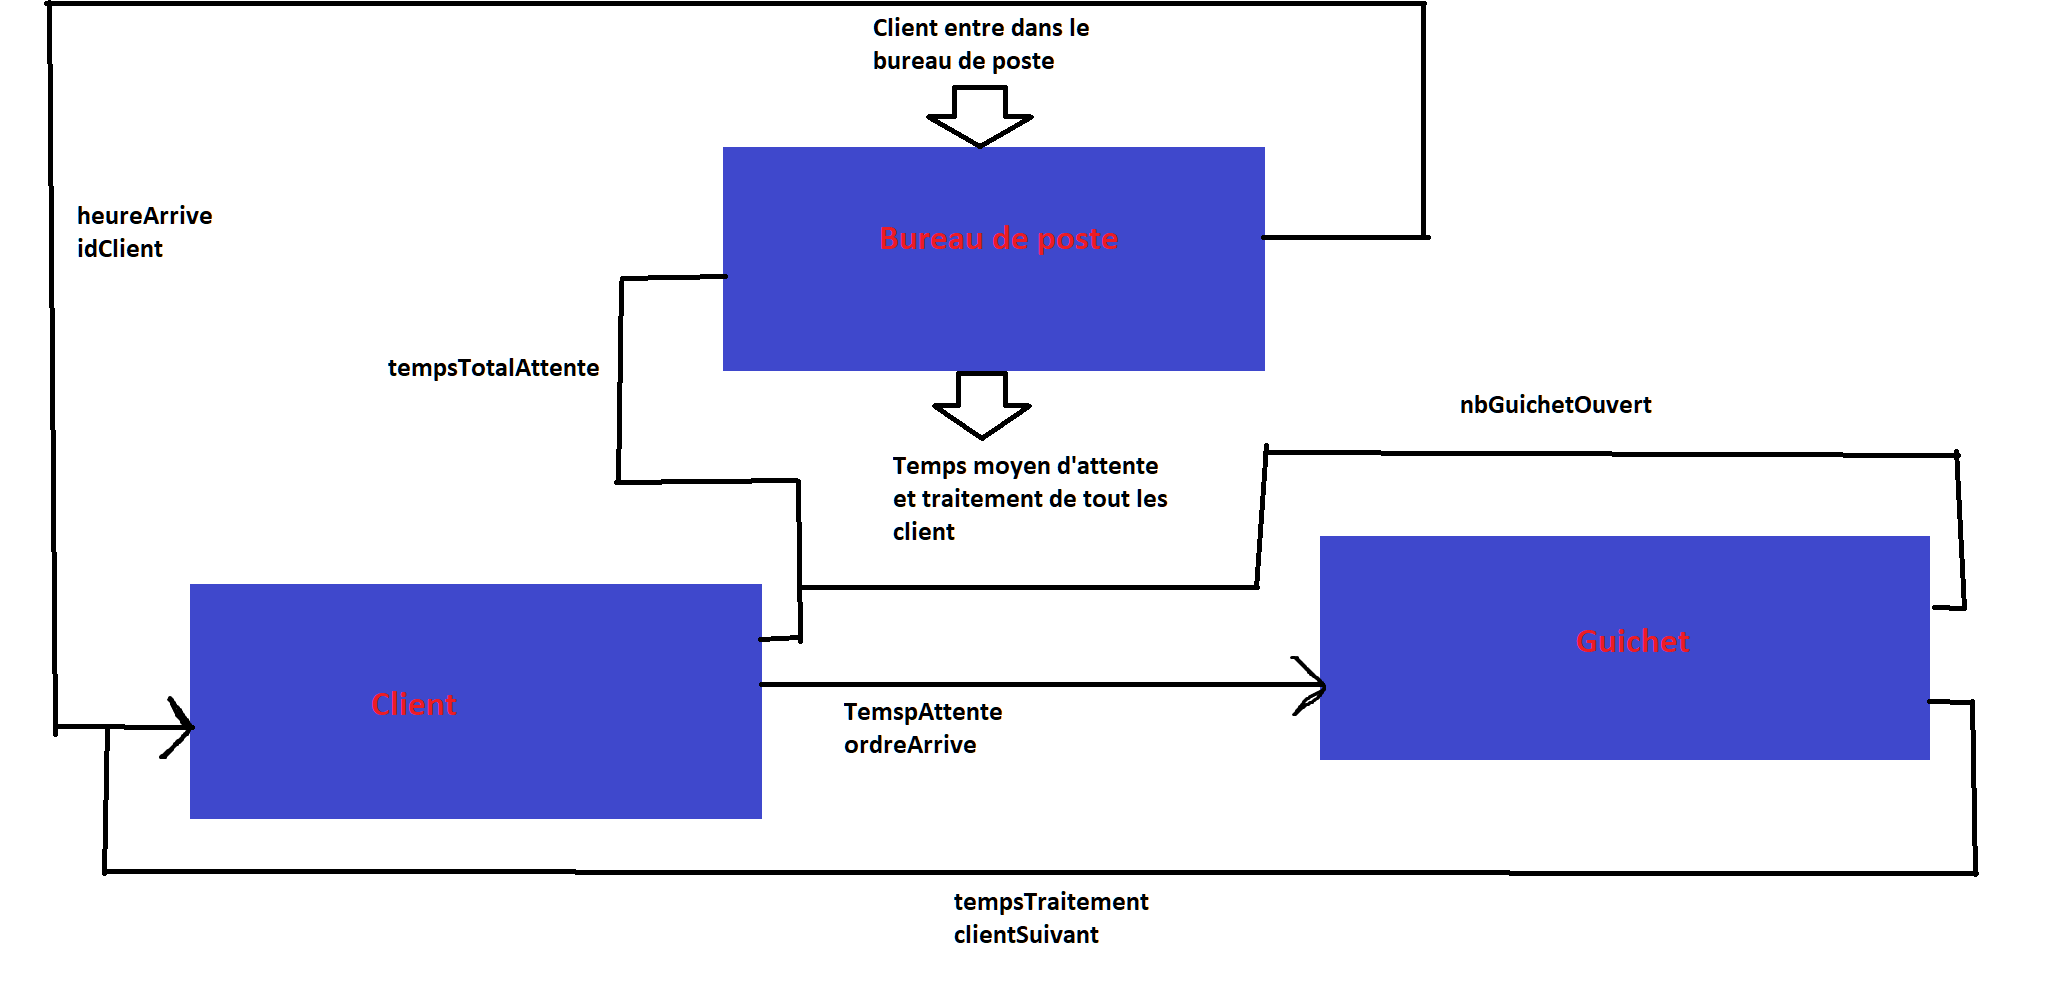 Client entre dans le
bureau de poste
heureArrive
idClient
Bureau de poste
tempsTotalAttente
nbGuichetOuvert
Temps moyen d'attente
et traitement de tout les
client
Guichet
Client
TemspAttente
ordreArrive
tempsTraitement
clientSuivant